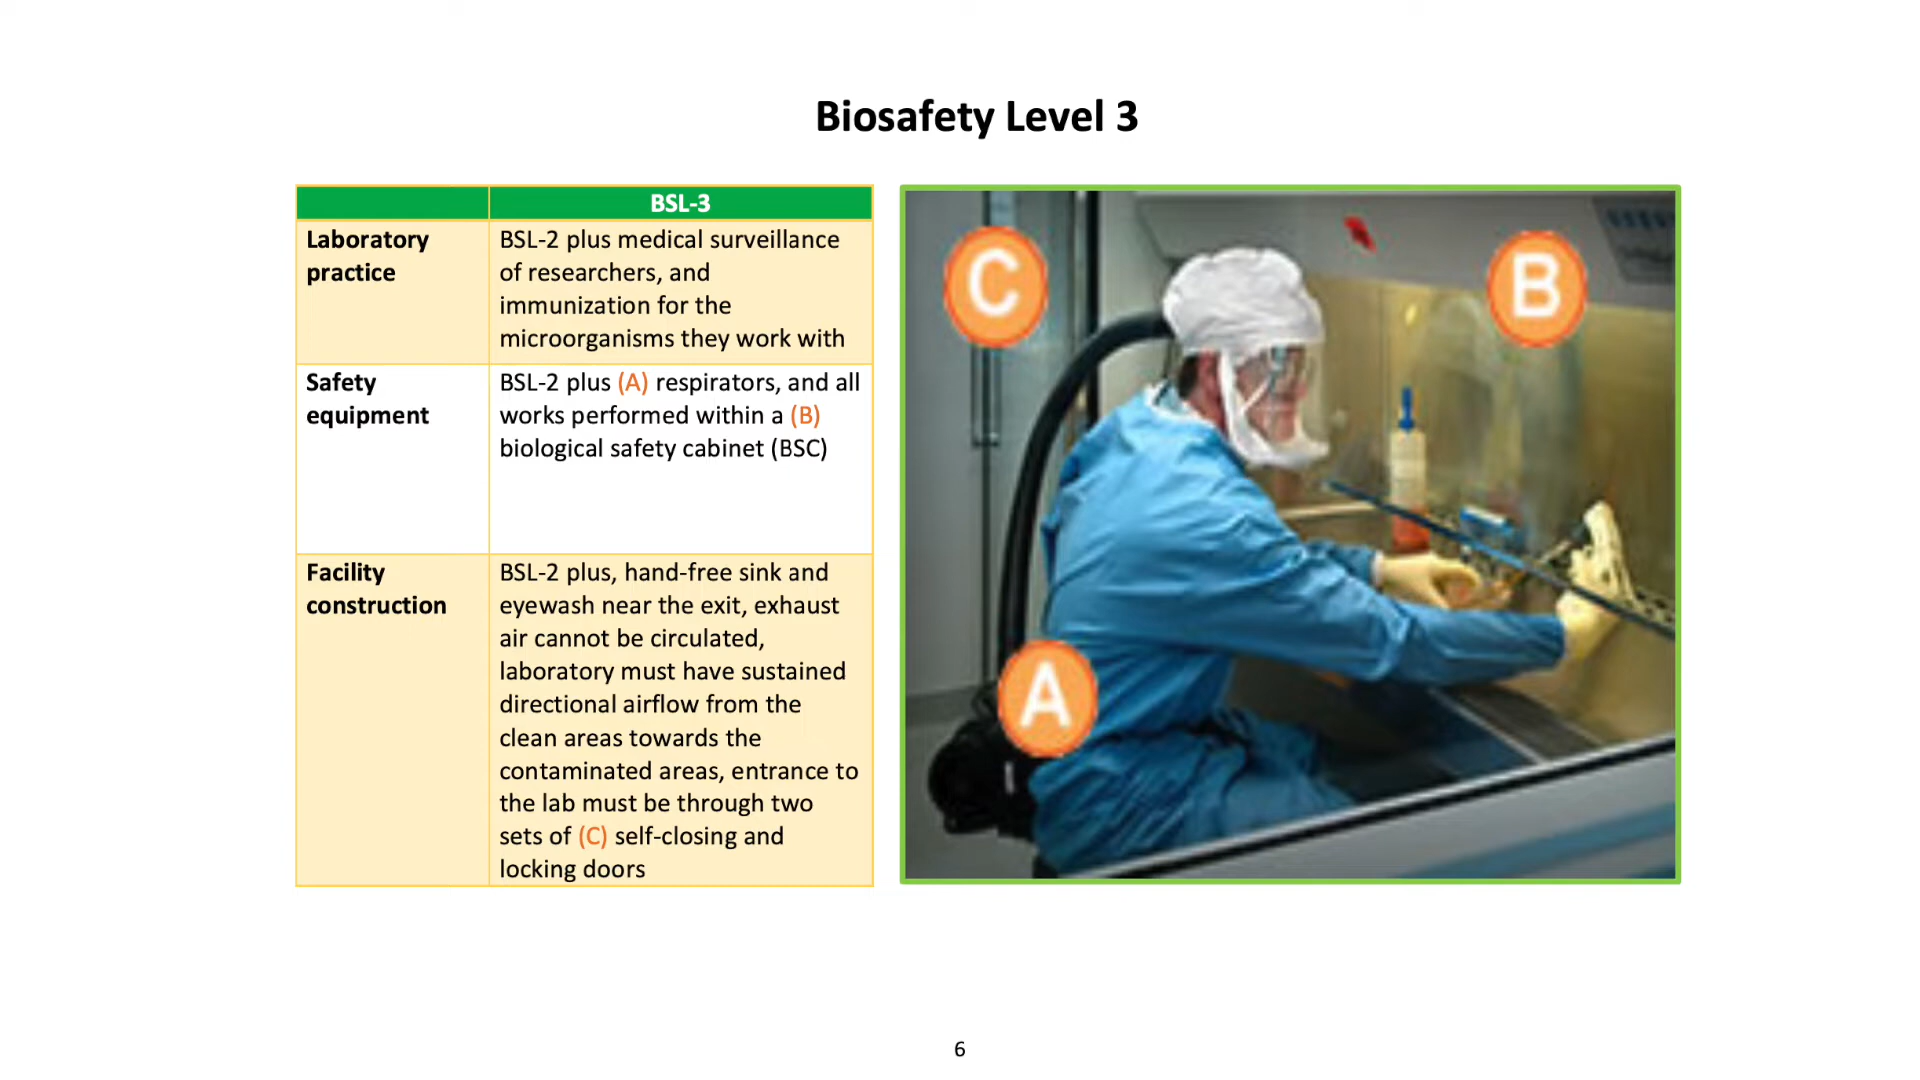 Biosafety Level 3
BSL-3
Laboratory
practice
BSL-2 plus medical surveillance
of researchers, and
immunization for the
microorganisms they work with
Safety
equipment
BSL-2 plus (A) respirators, and all
works performed within a (B)
biological safety cabinet (BSC)
Facility
construction
BSL-2 plus, hand-free sink and
eyewash near the exit, exhaust
air cannot be circulated,
laboratory must have sustained
directional airflow from the
clean areas towards the
contaminated areas, entrance to
the lab must be through two
sets of (C) self-closing and
locking doors
C
B
A
6